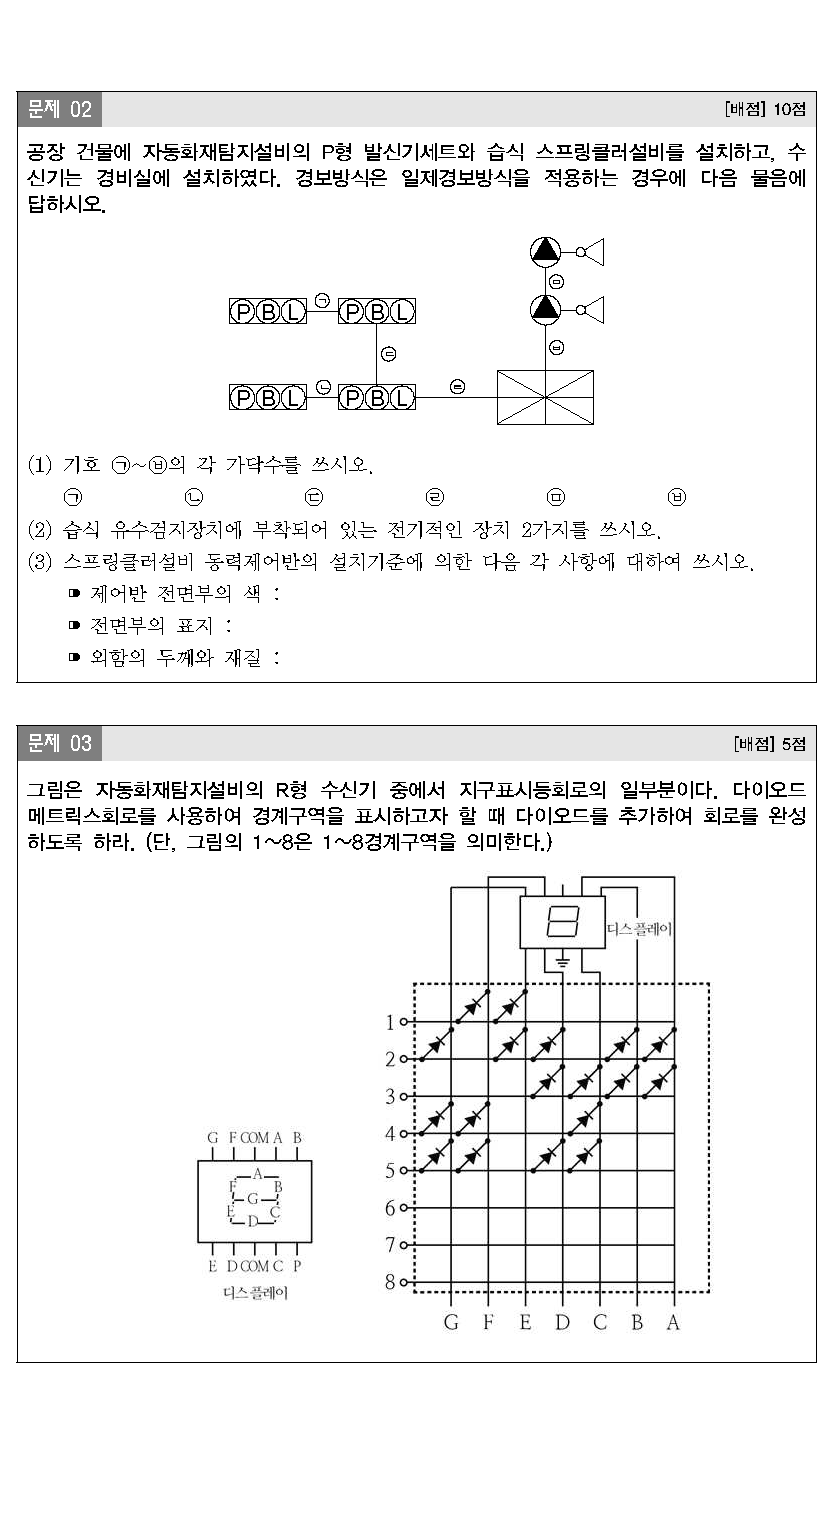 문제 02 [배점] 10점
공장 건물에 자동화재탐지설비의 P형 발신기세트와 습식 스프링클러설비를 설치하고, 수
신기는 경비실에 설치하였다. 경보방식은 일제경보방식을 적용하는 경우에 다음 물음에
답하시오.
ⓟⒷⓁ ㉠ ⓟⒷⓁ ㉤
㉢ ㉥
ⓟⒷⓁ ㉡ ⓟⒷⓁ ㉣
(1) 기호 ㉠~㉥의 각 가닥수를 쓰시오.
㉠ ㉡ ㉢ ㉣ ㉤ ㉥
(2) 습식 유수검지장치에 부착되어 있는 전기적인 장치 2가지를 쓰시오.
(3) 스프링클러설비 동력제어반의 설치기준에 의한 다음 각 사항에 대하여 쓰시오.
제어반 전면부의 색 :
전면부의 표지 :
외함의 두께와 재질 :
문제 03 [배점] 5점
그림은 자동화재탐지설비의 R형 수신기 중에서 지구표시등회로의 일부분이다. 다이오드
메트릭스회로를 사용하여 경계구역을 표시하고자 할 때 다이오드를 추가하여 회로를 완성
하도록 하라. (단, 그림의 1~8은 1~8경계구역을 의미한다.)
디스플레이
1
2
3
4
5
6
7
8
G F E D C B A
G F COM A B
A
F B
G
E C
D
E D COM C P
디스플레이